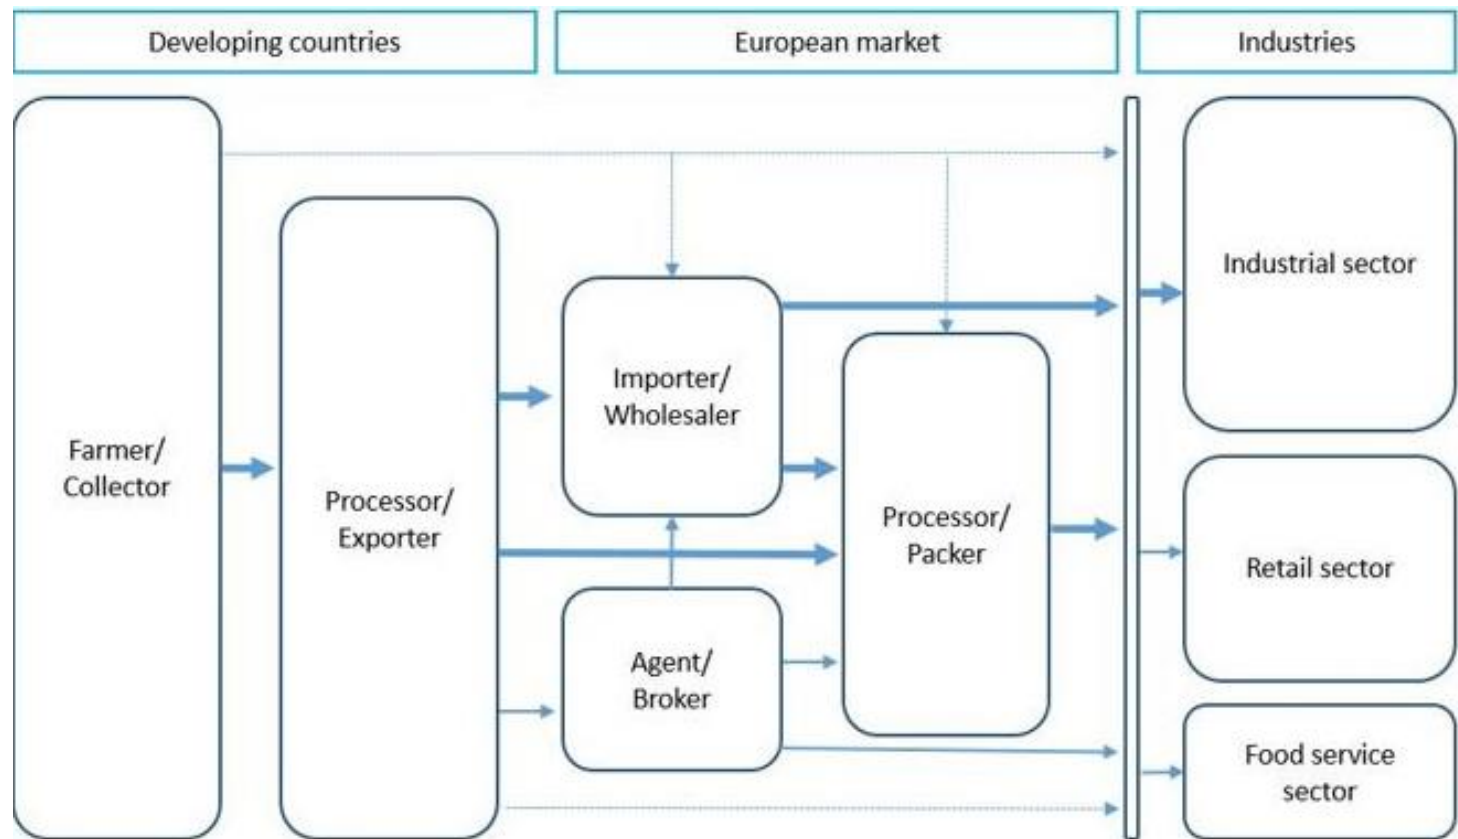 Developing countries
European market
Industries
Farmer/
Collector
Processor/
Exporter
Importer/
Wholesaler
Agent/
Broker
Processor/
Packer
Industrial sector
Retail sector
Food service
sector